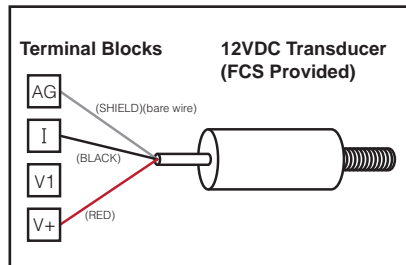 Terminal Blocks
12VDC Transducer
(FCS Provided)
AG
(SHIELD)(bare wire)
I
(BLACK)
V1
V+
(RED)